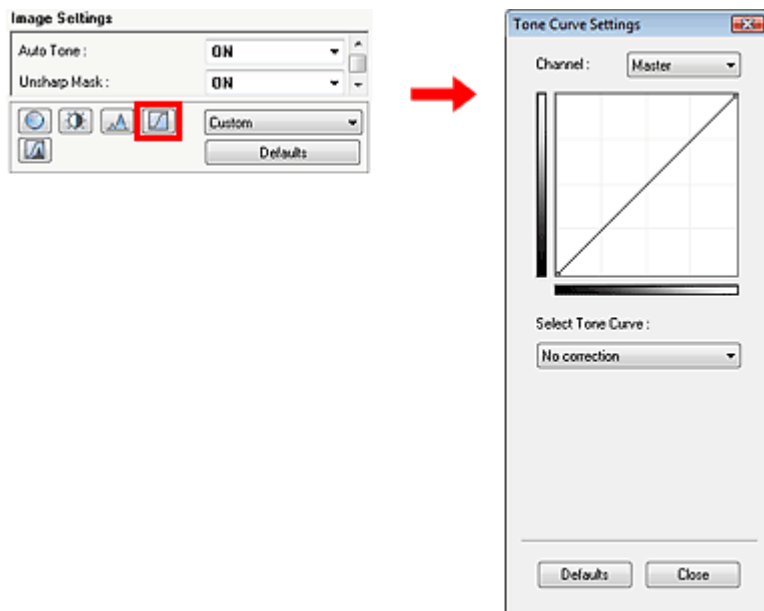 Image Settings
Auto Tone :
ON
Unsharp Mask :
ON
Custom
Defaults
Tone Curve Settings
Channel :
Master
Select Tone Curve :
No correction
Defaults
Close